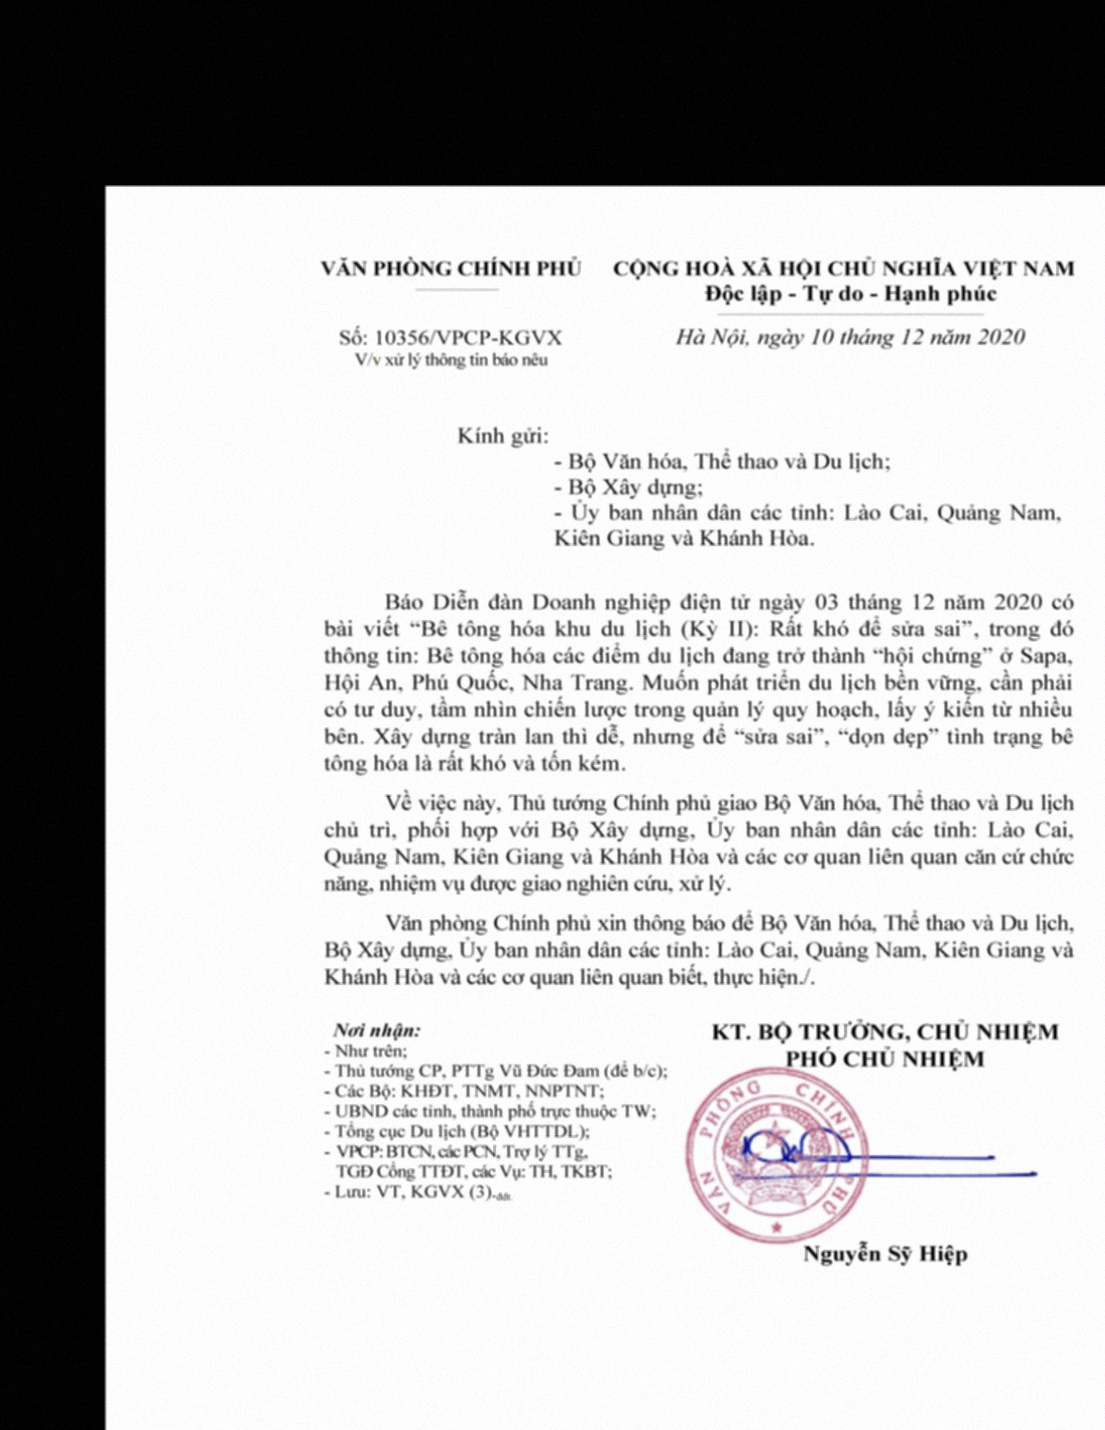 VĂN PHÒNG CHÍNH PHỦ
CỘNG HOÀ XÃ HỘI CHỦ NGHĨA VIỆT NAM
Độc lập - Tự do - Hạnh phúc
Số: 10356/VPCP-KGVX
V/v xử lý thông tin báo nêu
Hà Nội, ngày 10 tháng 12 năm 2020
Kính gửi:
- Bộ Văn hóa, Thể thao và Du lịch;
- Bộ Xây dựng;
- Ủy ban nhân dân các tỉnh: Lào Cai, Quảng Nam,
Kiên Giang và Khánh Hòa.
Báo Diễn đàn Doanh nghiệp điện tử ngày 03 tháng 12 năm 2020 có
bài viết “Bê tông hóa khu du lịch (Kỳ II): Rất khó để sửa sai”, trong đó
thông tin: Bê tông hóa các điểm du lịch đang trở thành “hội chứng” ở Sapa,
Hội An, Phú Quốc, Nha Trang. Muốn phát triển du lịch bền vững, cần phải
có tư duy, tầm nhìn chiến lược trong quản lý quy hoạch, lấy ý kiến từ nhiều
bên. Xây dựng tràn lan thì dễ, nhưng để “sửa sai”, “dọn dẹp” tình trạng bê
tông hóa là rất khó và tốn kém.
Về việc này, Thủ tướng Chính phủ giao Bộ Văn hóa, Thể thao và Du lịch
chủ trì, phối hợp với Bộ Xây dựng, Ủy ban nhân dân các tỉnh: Lào Cai,
Quảng Nam, Kiên Giang và Khánh Hòa và các cơ quan liên quan căn cứ chức
năng, nhiệm vụ được giao nghiên cứu, xử lý.
Văn phòng Chính phủ xin thông báo để Bộ Văn hóa, Thể thao và Du lịch,
Bộ Xây dựng, Ủy ban nhân dân các tỉnh: Lào Cai, Quảng Nam, Kiên Giang và
Khánh Hòa và các cơ quan liên quan biết, thực hiện./.
Nơi nhận:
- Như trên;
- Thủ tướng CP, PTTg Vũ Đức Đam (để b/c);
- Các Bộ: KHĐT, TNMT, NNPTNT;
- UBND các tỉnh, thành phố trực thuộc TW;
- Tổng cục Du lịch (Bộ VHTTDL);
- VPCP: BTCN, các PCN, Trợ lý TTg,
TGĐ Cổng TTĐT, các Vụ: TH, TKBT;
- Lưu: VT, KGVX (3).
KT. BỘ TRƯỞNG, CHỦ NHIỆM
PHÓ CHỦ NHIỆM
VĂN PHÒNG CHÍNH PHỦ
Nguyễn Sỹ Hiệp